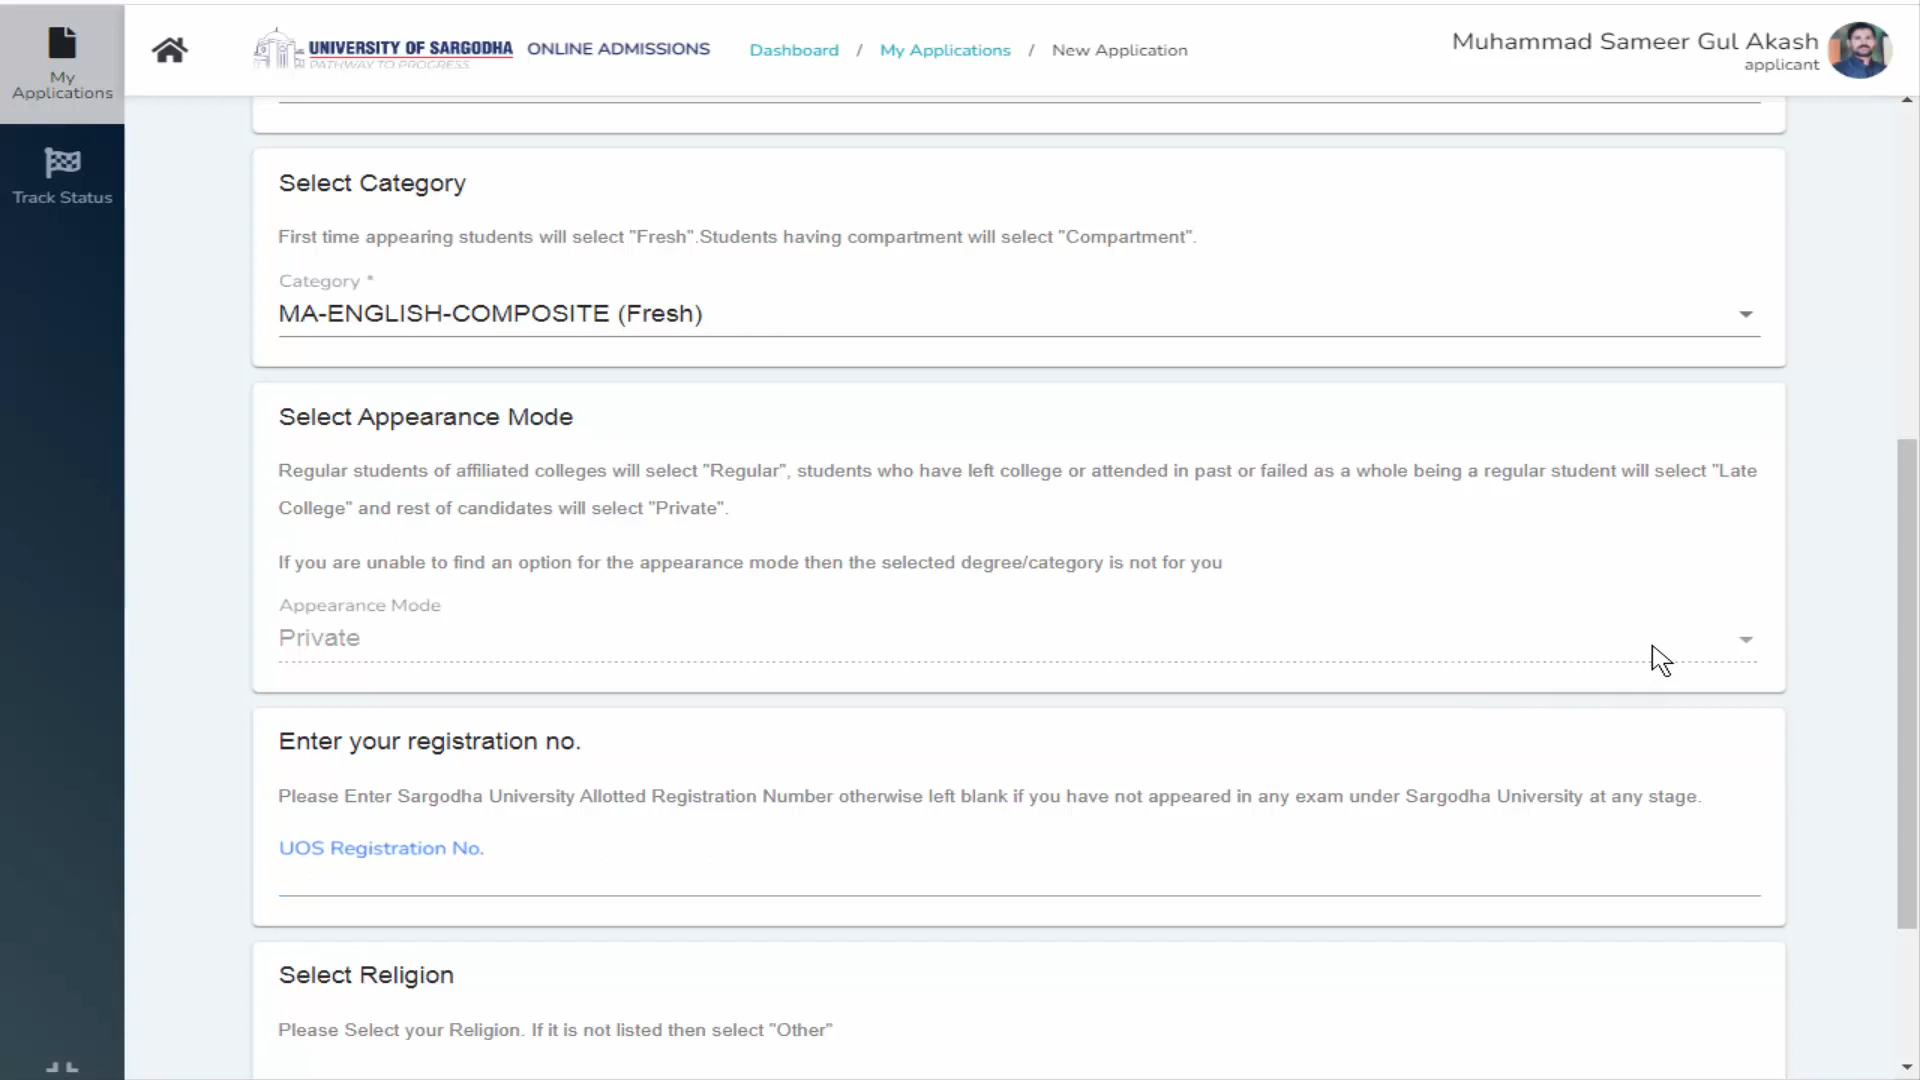 My
Applications
Track Status
UNIVERSITY OF SARGODHA
PATHWAY TO PROGRESS
ONLINE ADMISSIONS
Dashboard / My Applications / New Application
Muhammad Sameer Gul Akash
applicant
Select Category
First time appearing students will select "Fresh".Students having compartment will select "Compartment".
Category *
MA-ENGLISH-COMPOSITE (Fresh)
Select Appearance Mode
Regular students of affiliated colleges will select "Regular", students who have left college or attended in past or failed as a whole being a regular student will select "Late
College" and rest of candidates will select "Private".
If you are unable to find an option for the appearance mode then the selected degree/category is not for you
Appearance Mode
Private
Enter your registration no.
Please Enter Sargodha University Allotted Registration Number otherwise left blank if you have not appeared in any exam under Sargodha University at any stage.
UOS Registration No.
Select Religion
Please Select your Religion. If it is not listed then select "Other"